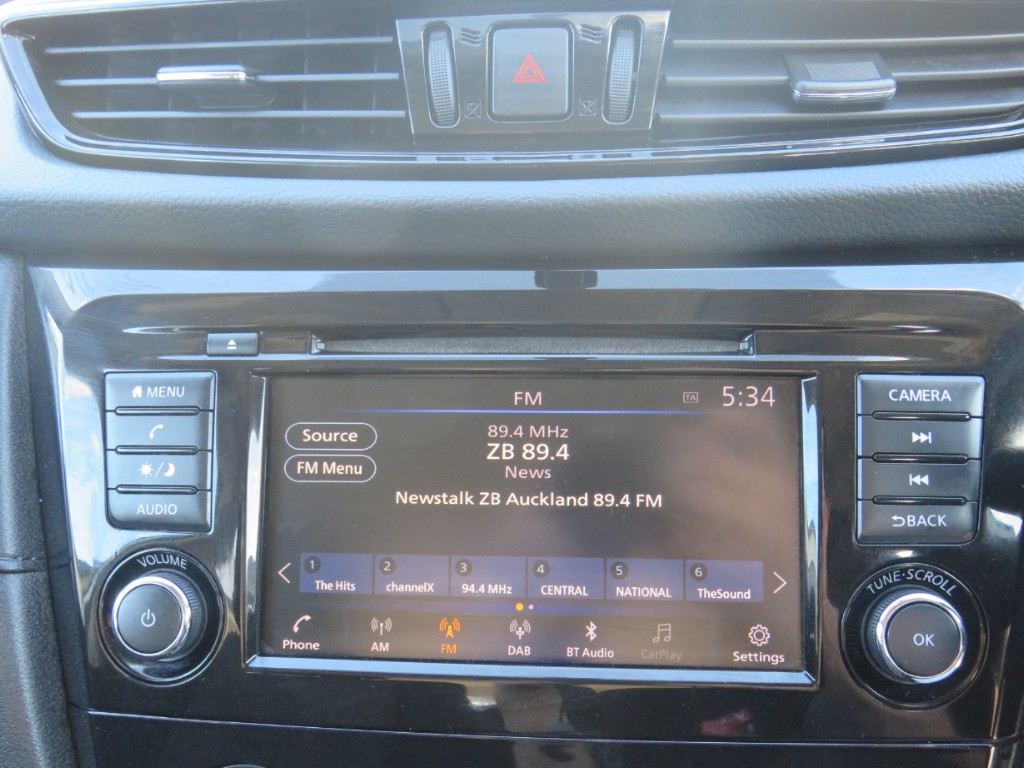 MENU
AUDIO
VOLUME
FM
TA
5:34
Source
FM Menu
89.4 MHz
ZB 89.4
News
Newstalk ZB Auckland 89.4 FM
1 The Hits
2 channelX
3 94.4 MHz
4 CENTRAL
5 NATIONAL
6 TheSound
Phone
AM
FM
DAB
BT Audio
CarPlay
Settings
CAMERA
BACK
TUNE·SCROLL
OK